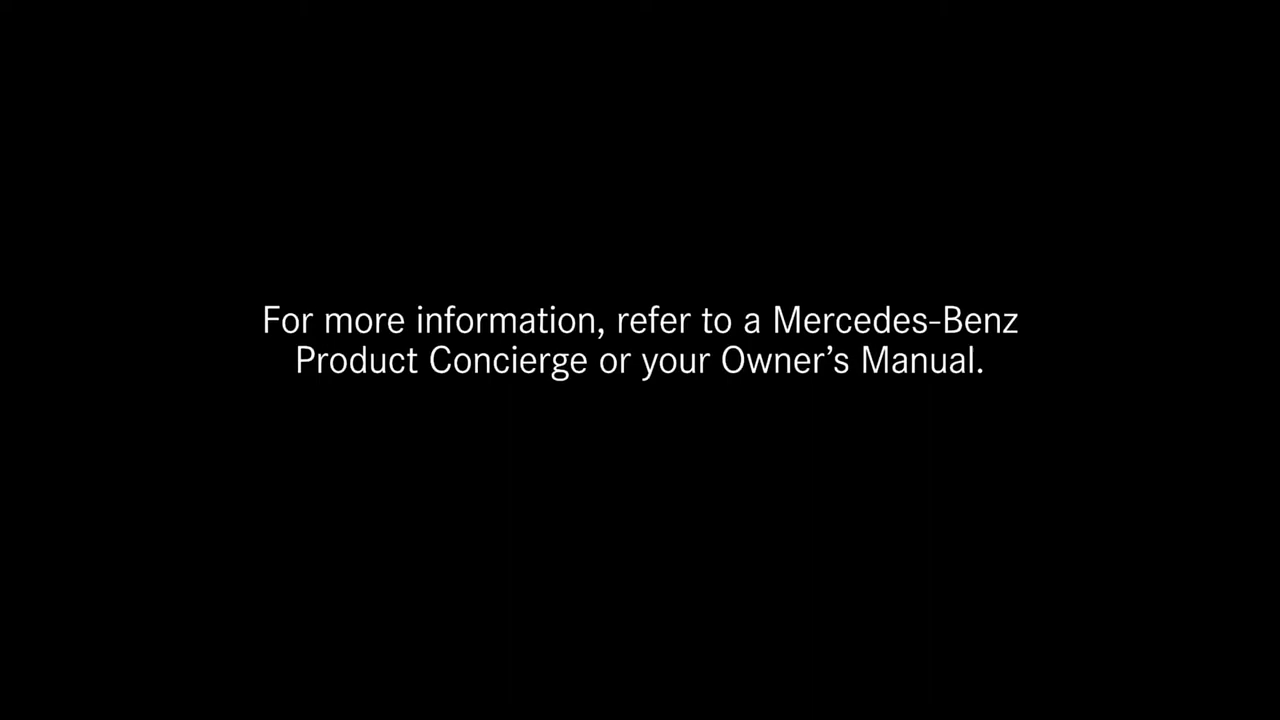 For more information, refer to a Mercedes-Benz
Product Concierge or your Owner’s Manual.